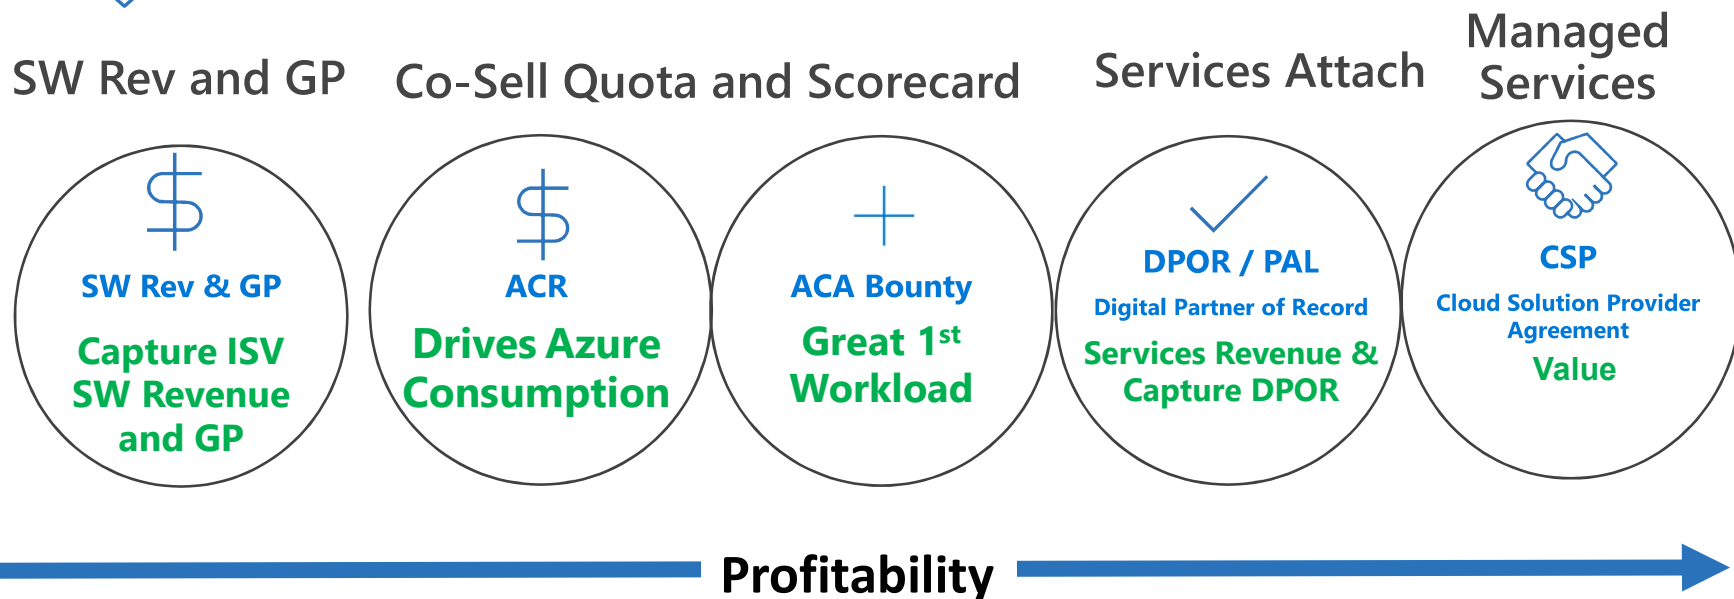 SW Rev and GP
Co-Sell Quota and Scorecard
Services Attach
Managed
Services
SW Rev & GP
Capture ISV
SW Revenue
and GP
ACR
Drives Azure
Consumption
ACA Bounty
Great 1st
Workload
DPOR / PAL
Digital Partner of Record
Services Revenue &
Capture DPOR
CSP
Cloud Solution Provider
Agreement
Value
Profitability